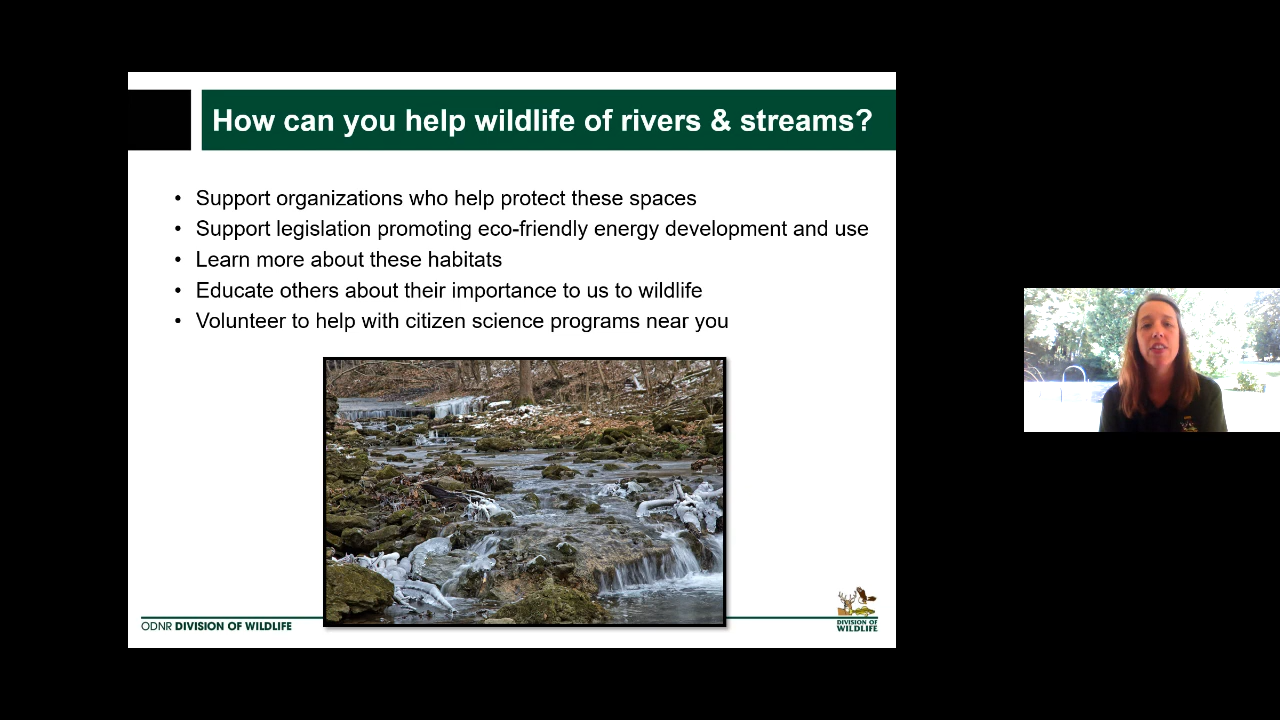 How can you help wildlife of rivers & streams?
• Support organizations who help protect these spaces
• Support legislation promoting eco-friendly energy development and use
• Learn more about these habitats
• Educate others about their importance to us to wildlife
• Volunteer to help with citizen science programs near you
ODNR DIVISION OF WILDLIFE
DIVISION OF
WILDLIFE